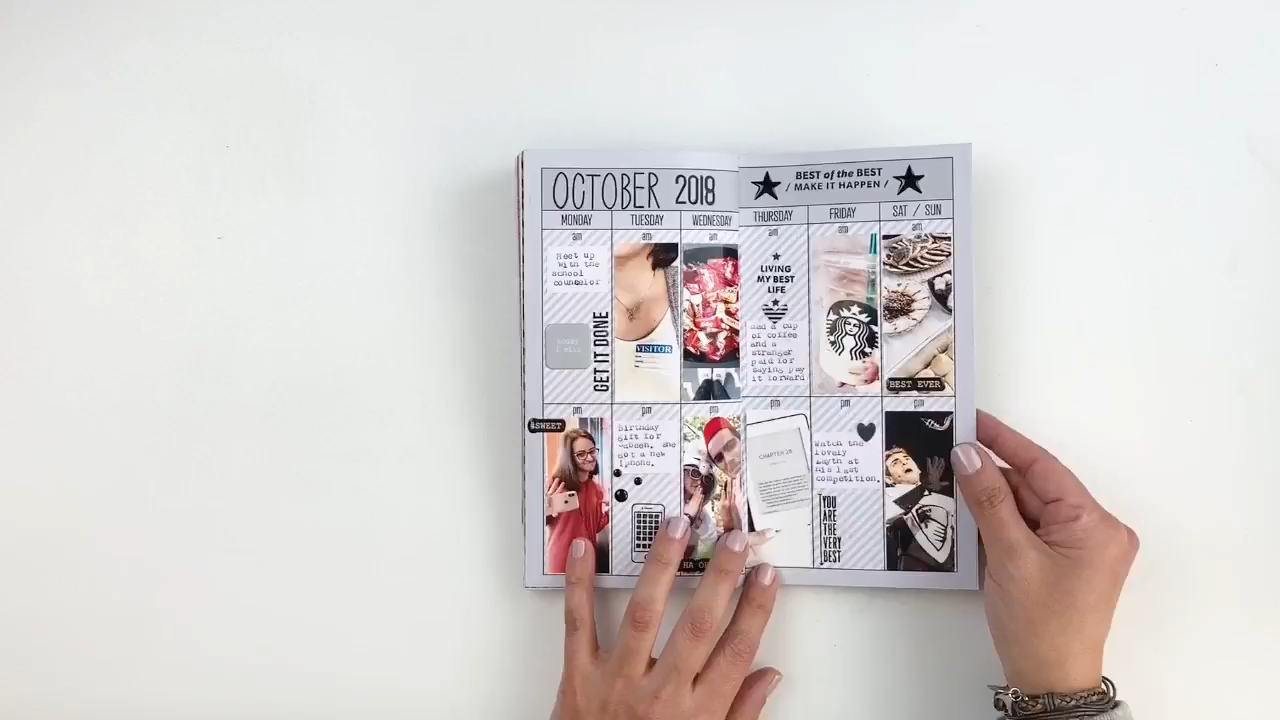 OCTOBER 2018
BEST of the BEST
/ MAKE IT HAPPEN /
MONDAY
TUESDAY
WEDNESDAY
THURSDAY
FRIDAY
SAT / SUN
am
am
am
am
am
am
Meet up
with the
school
counselor
GET IT DONE
VISITOR
LIVING
MY BEST
LIFE
had a cup
of coffee
and a
stranger
paid for
saying pay
it forward
BEST EVER
pm
pm
pm
pm
pm
pm
#SWEET
Birthday
gift for
She
got a new
iphone.
HA
CHAPTER 28
Watch the
lovely
at
his last
competition.
YOU
ARE
THE
VERY
BEST